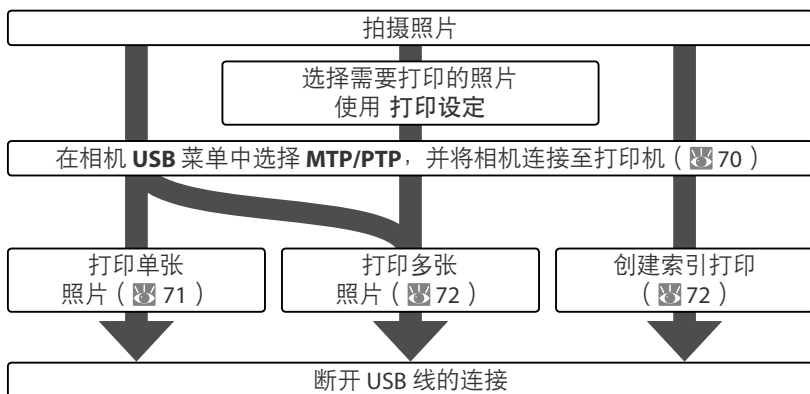 拍摄照片
选择需要打印的照片
使用 打印设定
在相机 USB 菜单中选择 MTP/PTP，并将相机连接至打印机（ 70 ）
打印单张
照片（ 71 ）
打印多张
照片（ 72 ）
创建索引打印
（ 72 ）
断开 USB 线的连接